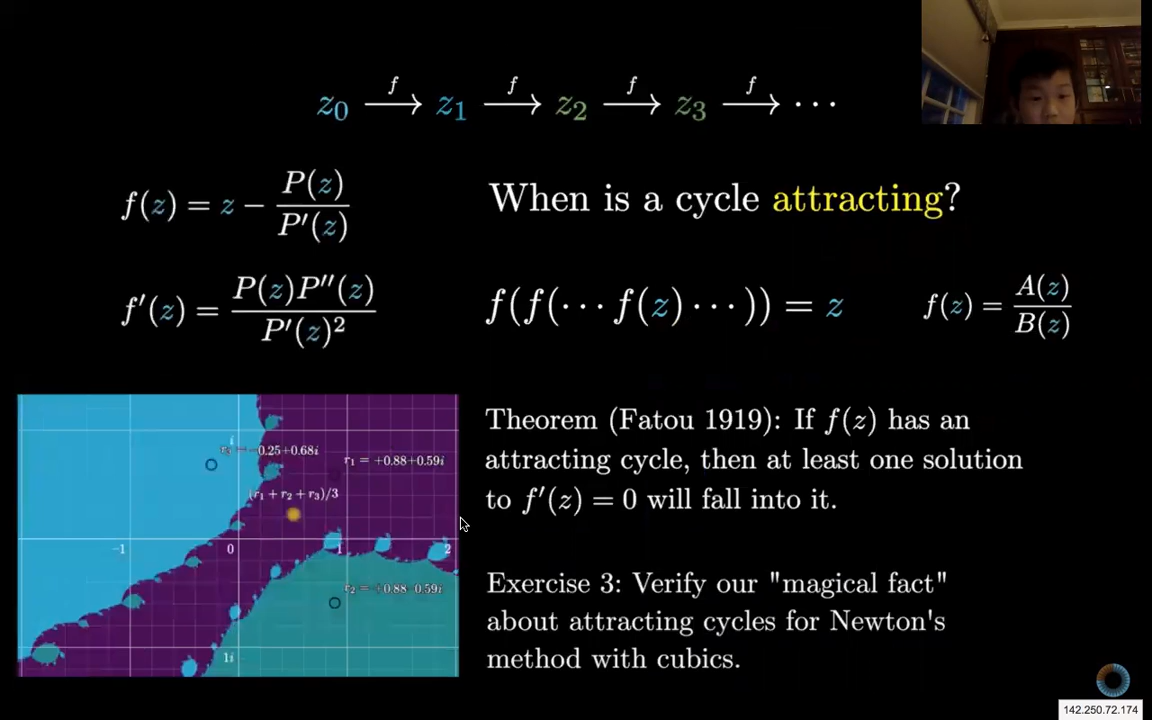 z₀ —f→ z₁ —f→ z₂ —f→ z₃ —f→ ···
f(z) = z − P(z)/P′(z)
When is a cycle attracting?
f′(z) = P(z)P″(z)/P′(z)²
f(f(··· f(z) ···)) = z
f(z) = A(z)/B(z)
i
r₃ = −0.25+0.68i
r₁ = +0.88+0.59i
(r₁ + r₂ + r₃)/3
−1
0
1
2
r₂ = +0.88−0.59i
1i
Theorem (Fatou 1919): If f(z) has an
attracting cycle, then at least one solution
to f′(z) = 0 will fall into it.
Exercise 3: Verify our "magical fact"
about attracting cycles for Newton's
method with cubics.
142.250.72.174